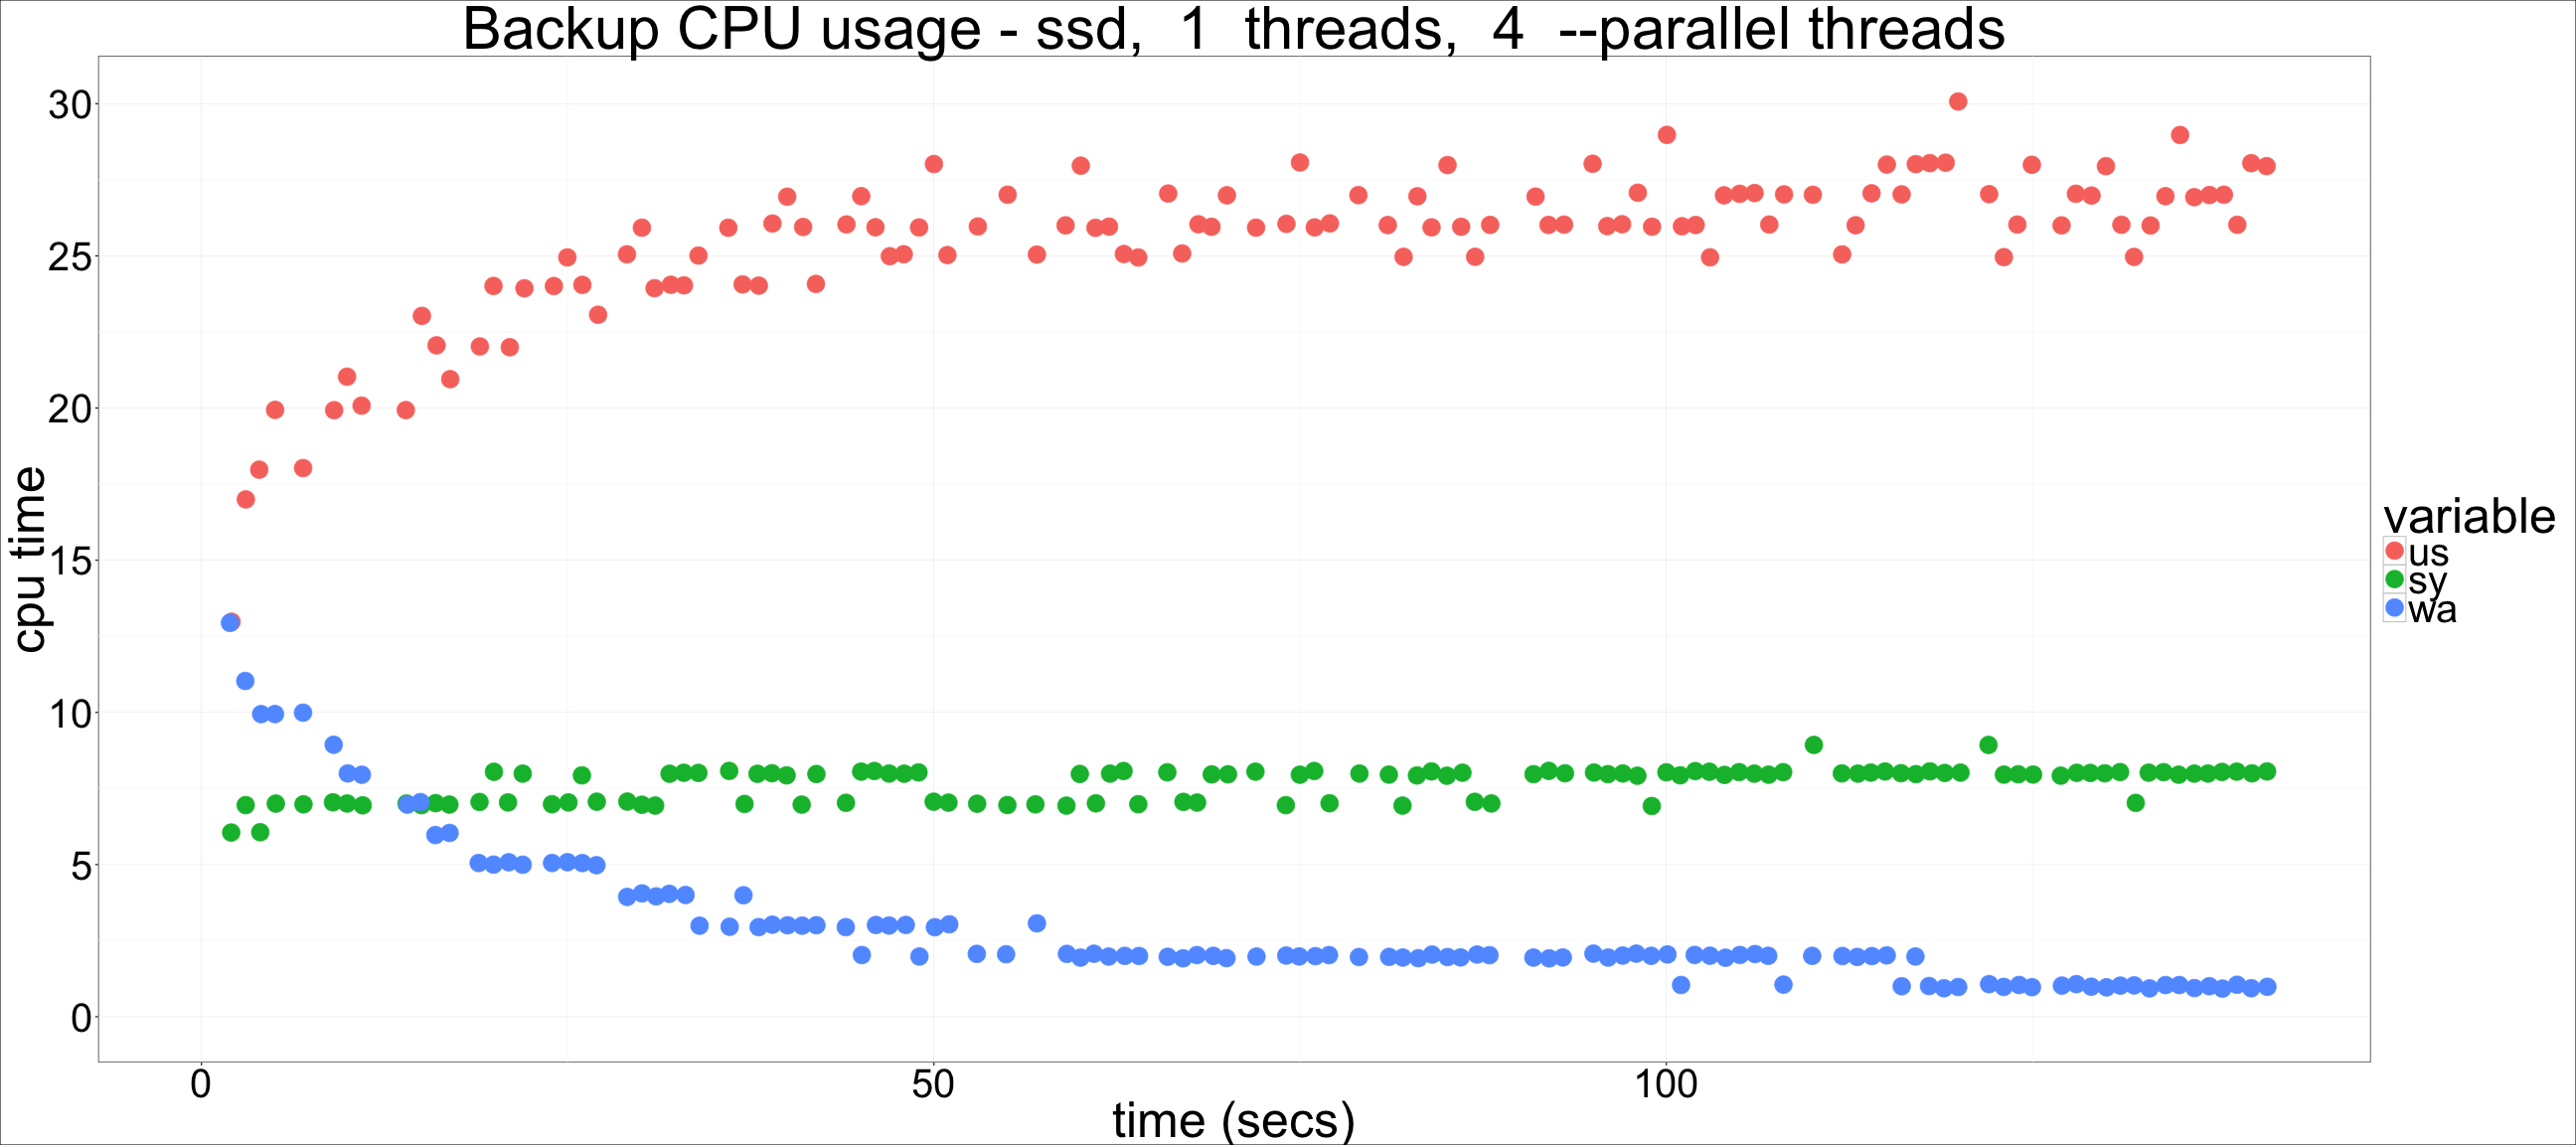 Backup CPU usage - ssd,  1  threads,  4  --parallel threads
30
25
20
15
10
5
0
cpu time
0 50 100
time (secs)
variable
us
sy
wa